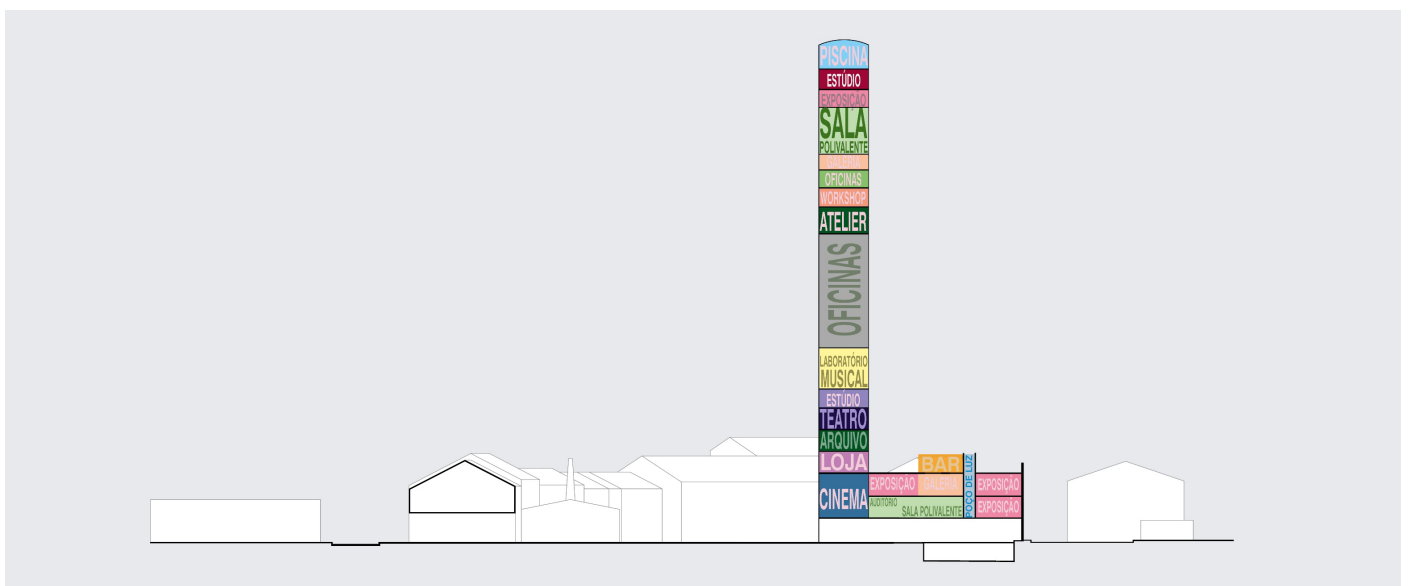 PISCINA
ESTÚDIO
EXPOSIÇÃO
SALA
POLIVALENTE
GALERIA
OFICINAS
WORKSHOP
ATELIER
OFICINAS
LABORATÓRIO
MUSICAL
ESTÚDIO
TEATRO
ARQUIVO
LOJA
BAR
POÇO DE LUZ
CINEMA
EXPOSIÇÃO
GALERIA
EXPOSIÇÃO
AUDITÓRIO
SALA POLIVALENTE
EXPOSIÇÃO